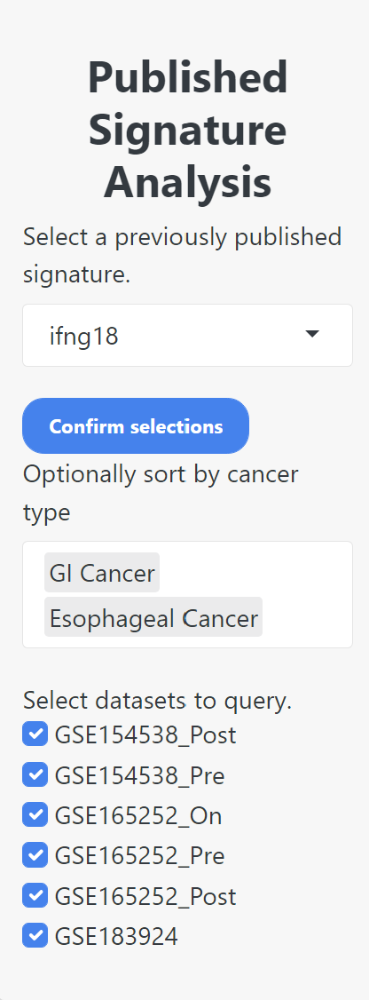 Published
Signature
Analysis
Select a previously published
signature.
ifng18
Confirm selections
Optionally sort by cancer
type
GI Cancer
Esophageal Cancer
Select datasets to query.
GSE154538_Post
GSE154538_Pre
GSE165252_On
GSE165252_Pre
GSE165252_Post
GSE183924